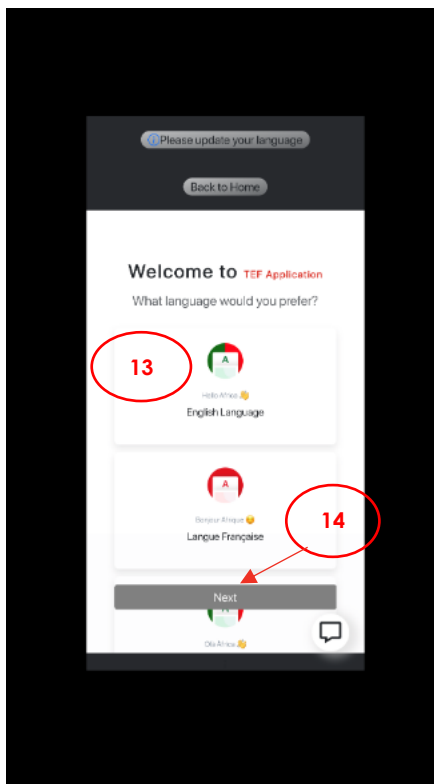 Please update your language
Back to Home
Welcome to TEF Application
What language would you prefer?
13
A
Hello Africa 👋
English Language
A
Bonjour Afrique 😊
Langue Française
14
Next
A
Olá África 👋